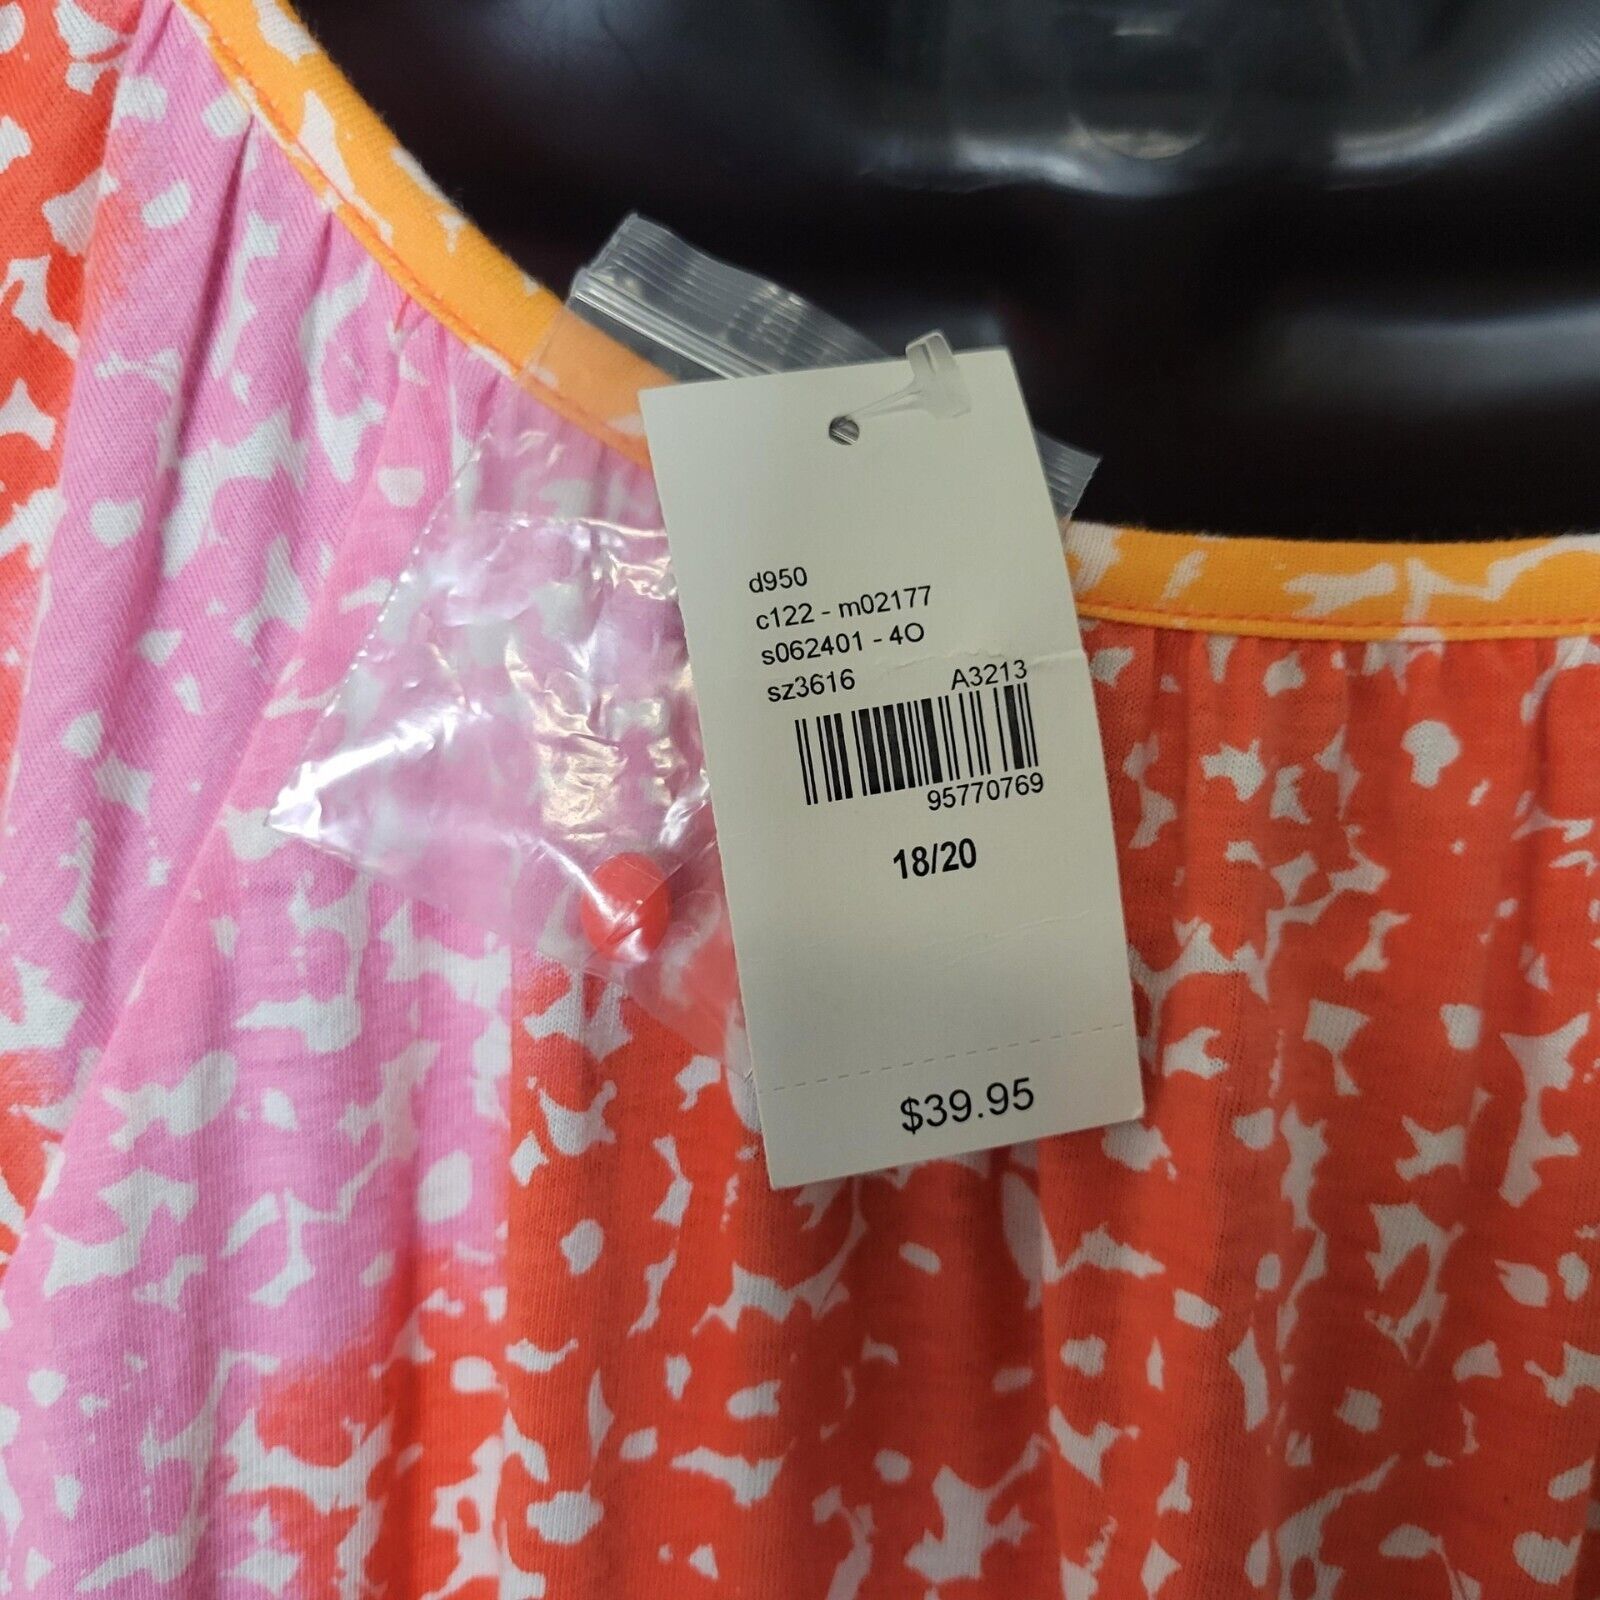 d950
c122 - m02177
s062401 - 4O
sz3616 A3213
95770769
18/20
$39.95